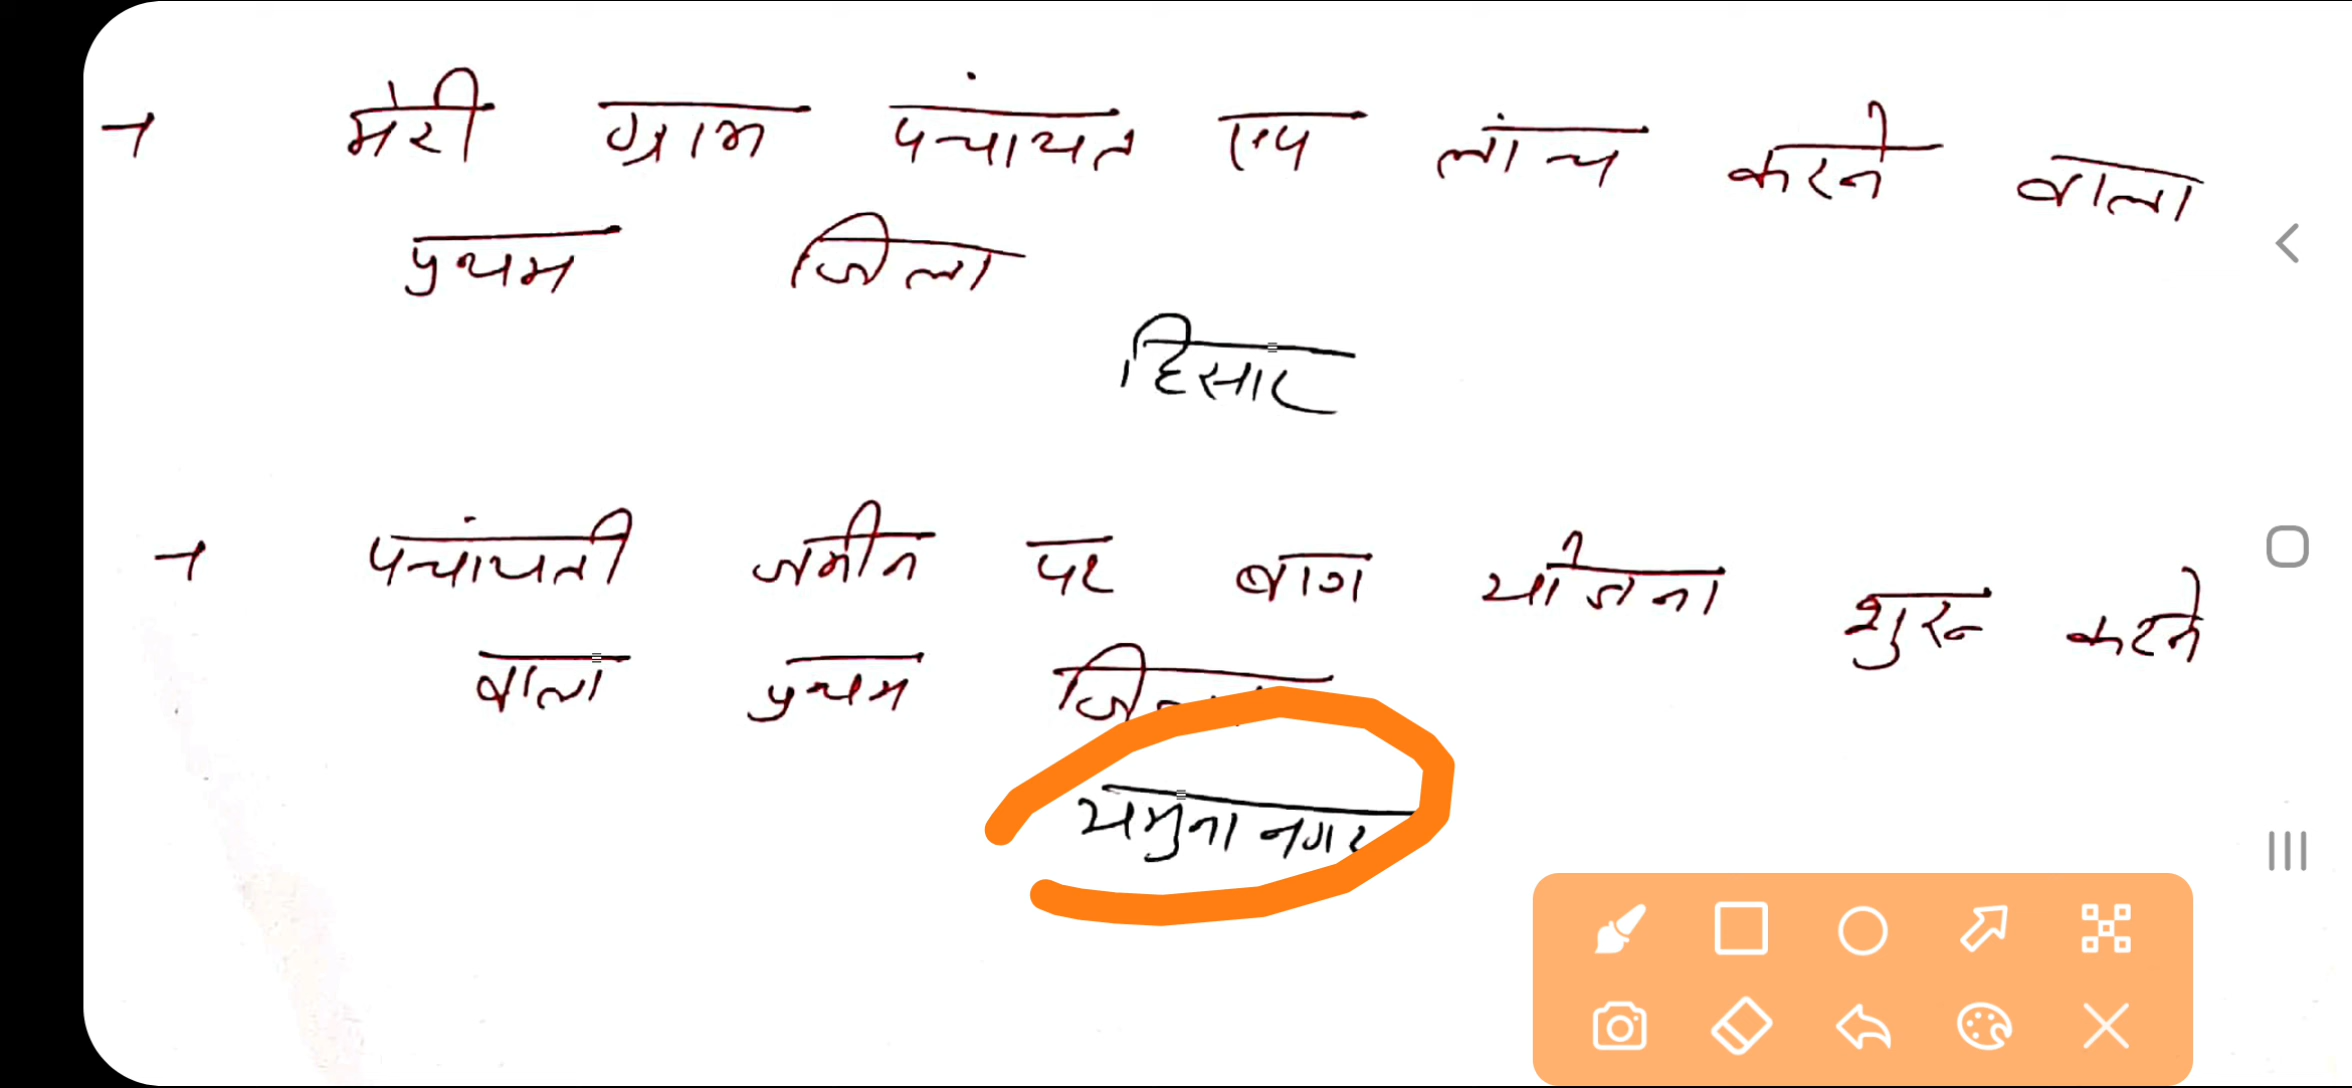 → मेरी ग्राम पंचायत एप लांच करने वाला
प्रथम जिला
हिसार
→ पंचायती जमीन पर बाग योजना शुरू करने
वाला प्रथम जिला
यमुना नगर